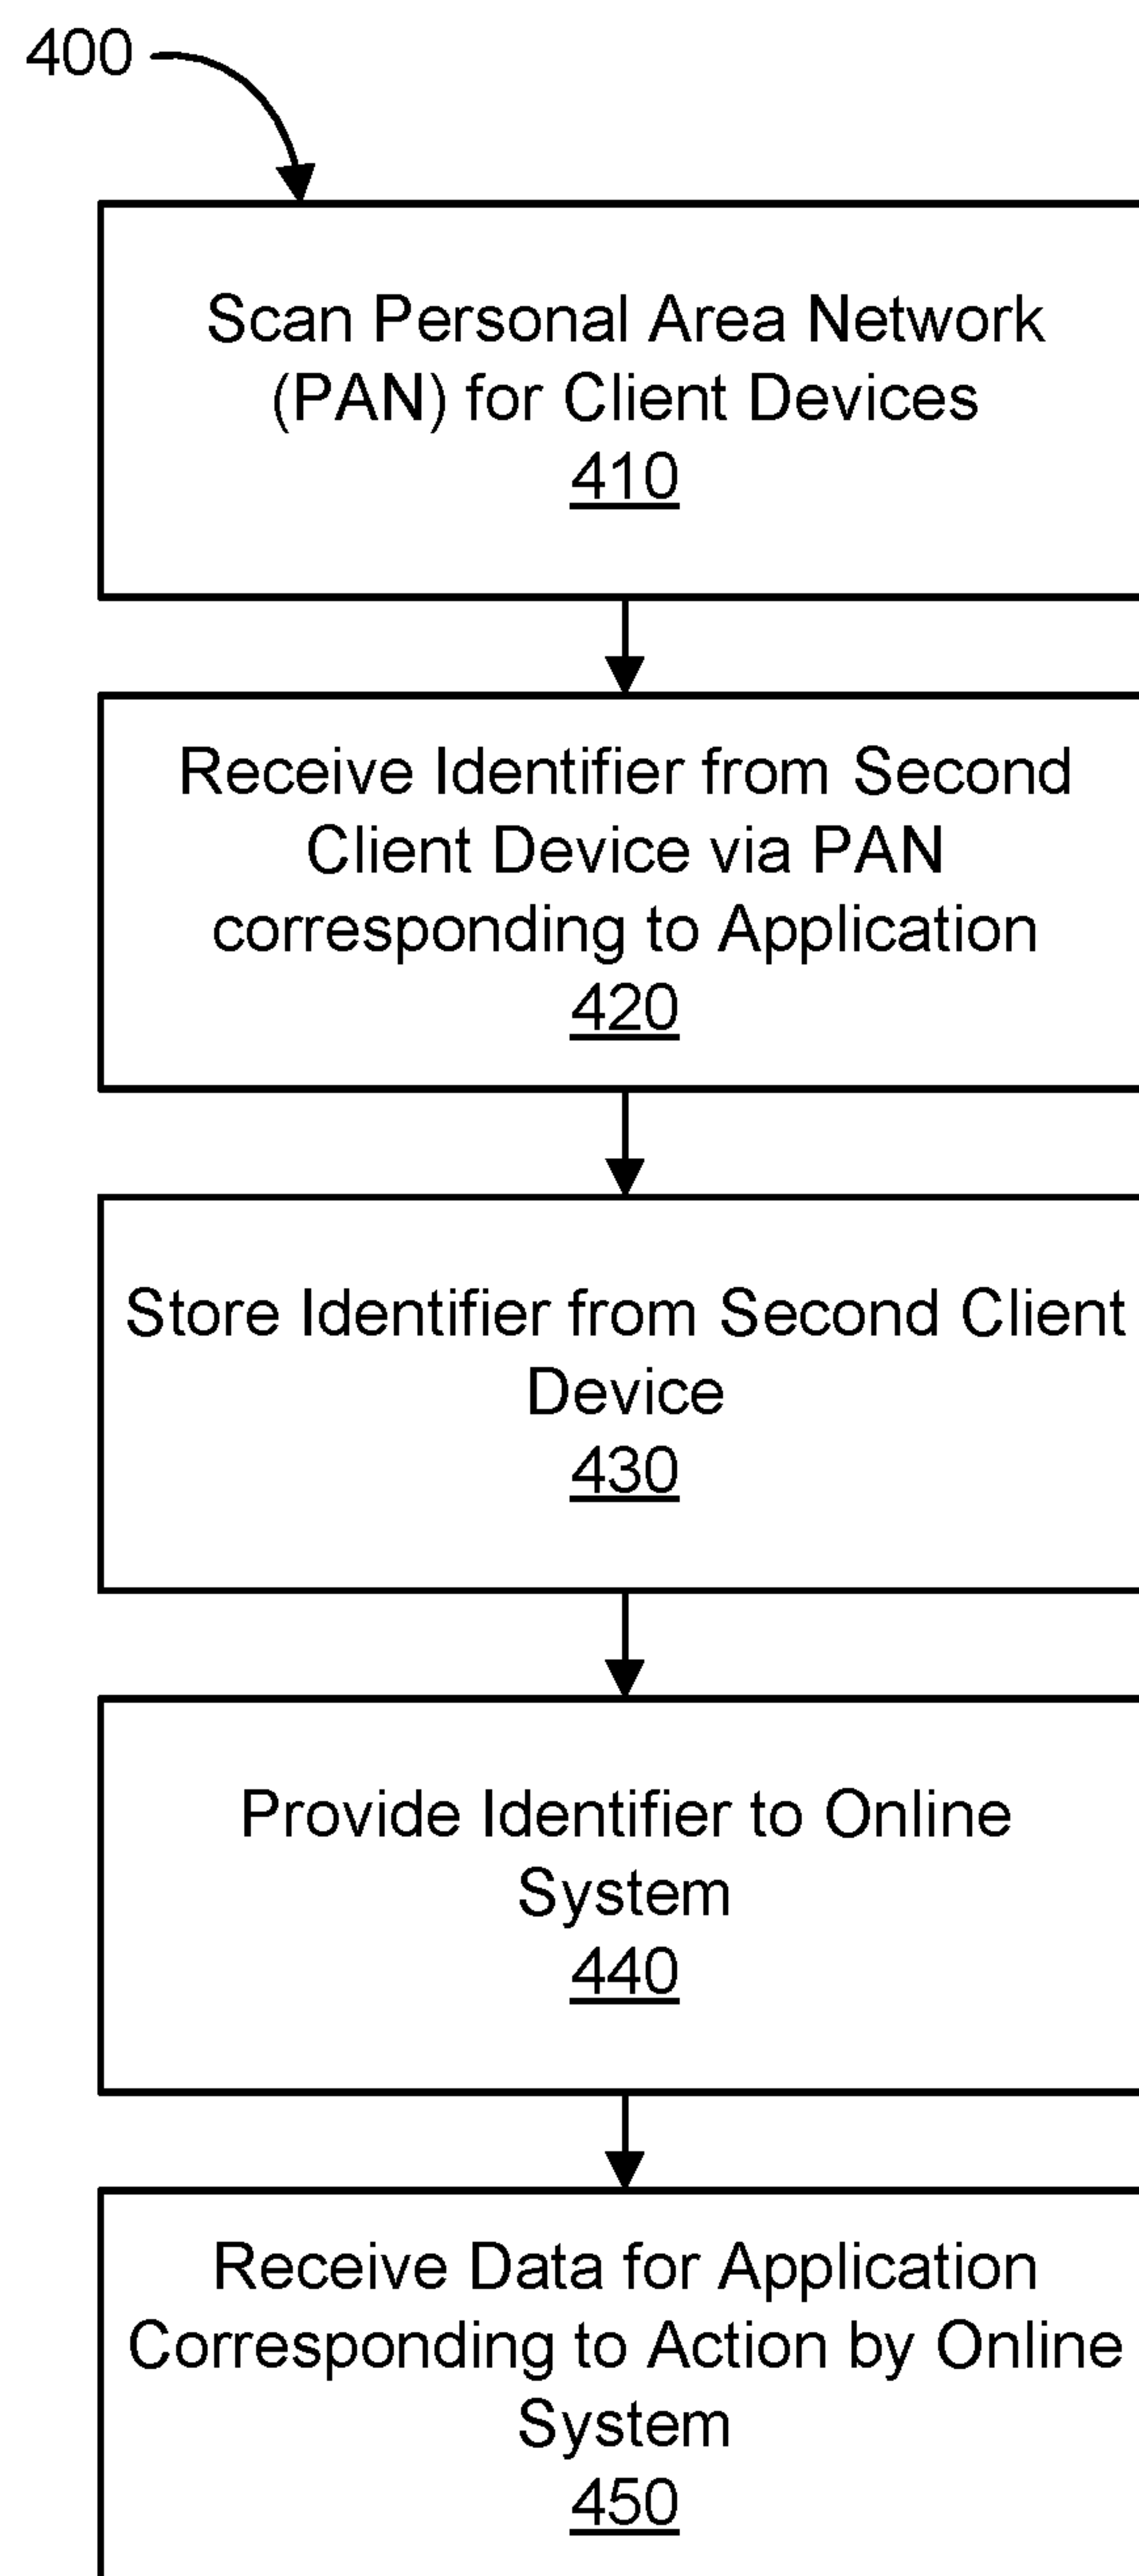 400
Scan Personal Area Network
(PAN) for Client Devices
410
Receive Identifier from Second
Client Device via PAN
corresponding to Application
420
Store Identifier from Second Client
Device
430
Provide Identifier to Online
System
440
Receive Data for Application
Corresponding to Action by Online
System
450